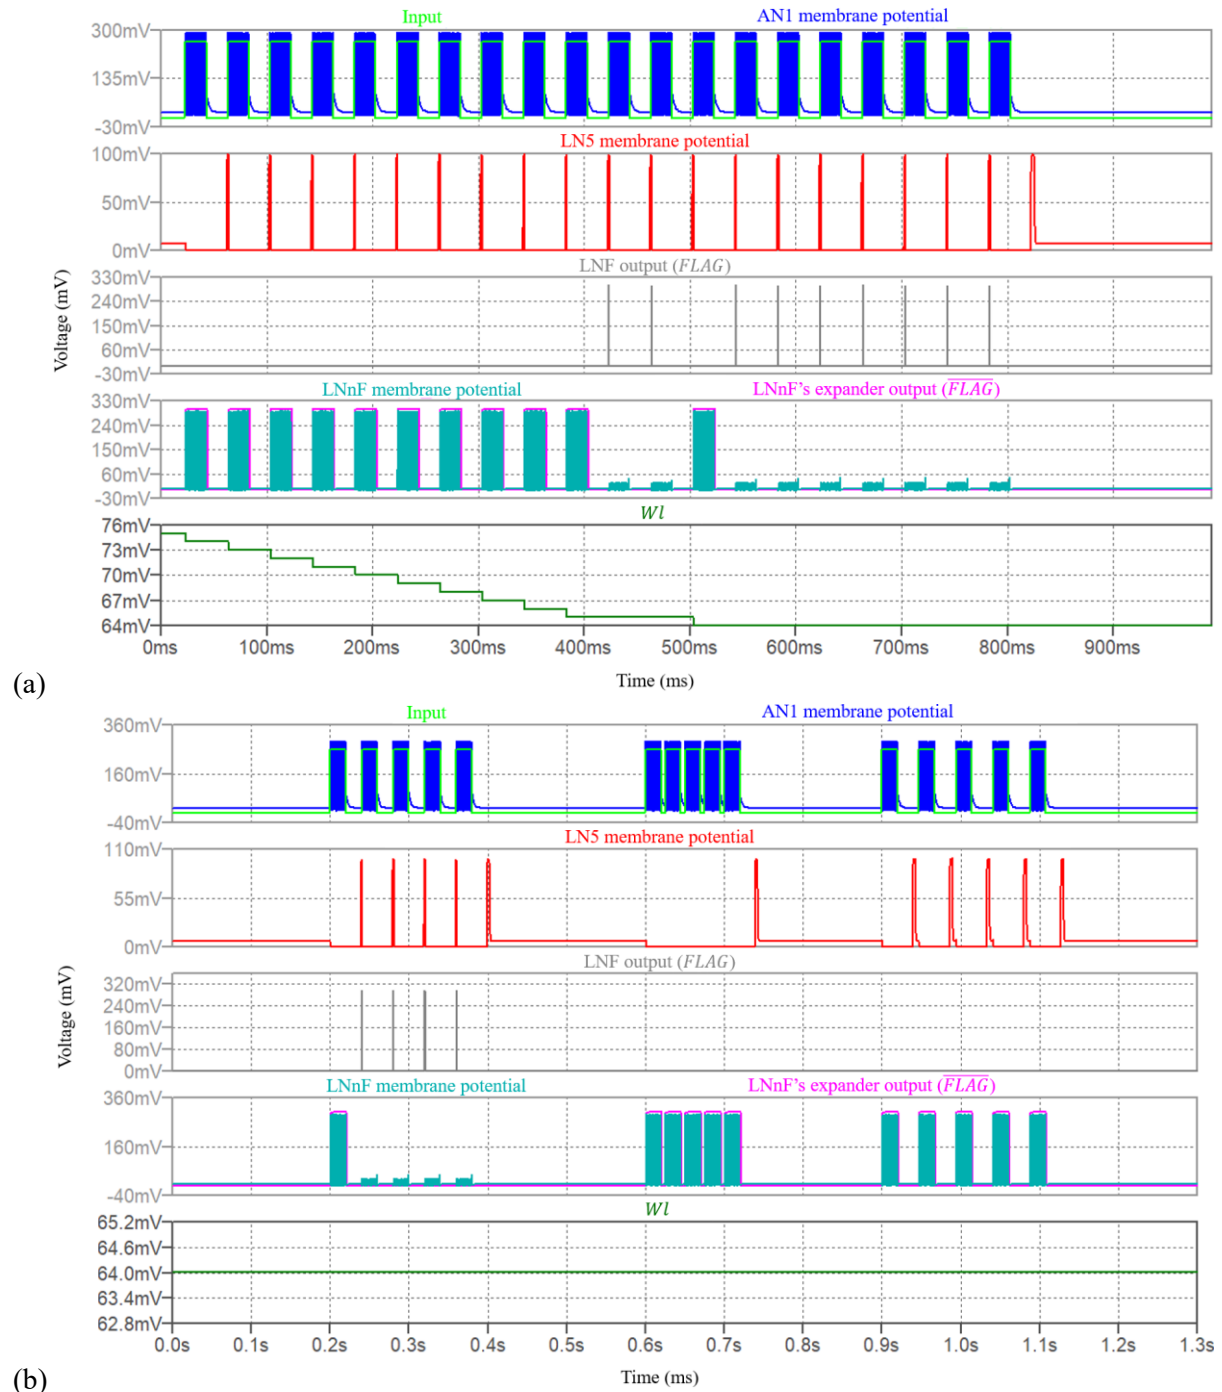 Input AN1 membrane potential
300mV
135mV
-30mV
LN5 membrane potential
100mV
50mV
0mV
LNF output (FLAG)
330mV
240mV
150mV
60mV
-30mV
LNnF membrane potential LNnF's expander output (F̅L̅A̅G̅)
330mV
240mV
150mV
60mV
-30mV
Wl
76mV
73mV
70mV
67mV
64mV
0ms 100ms 200ms 300ms 400ms 500ms 600ms 700ms 800ms 900ms
Time (ms)
Voltage (mV)
(a)
Input AN1 membrane potential
360mV
160mV
-40mV
LN5 membrane potential
110mV
55mV
0mV
LNF output (FLAG)
320mV
240mV
160mV
80mV
0mV
LNnF membrane potential LNnF's expander output (F̅L̅A̅G̅)
360mV
160mV
-40mV
Wl
65.2mV
64.6mV
64.0mV
63.4mV
62.8mV
0.0s 0.1s 0.2s 0.3s 0.4s 0.5s 0.6s 0.7s 0.8s 0.9s 1.0s 1.1s 1.2s 1.3s
Time (ms)
Voltage (mV)
(b)